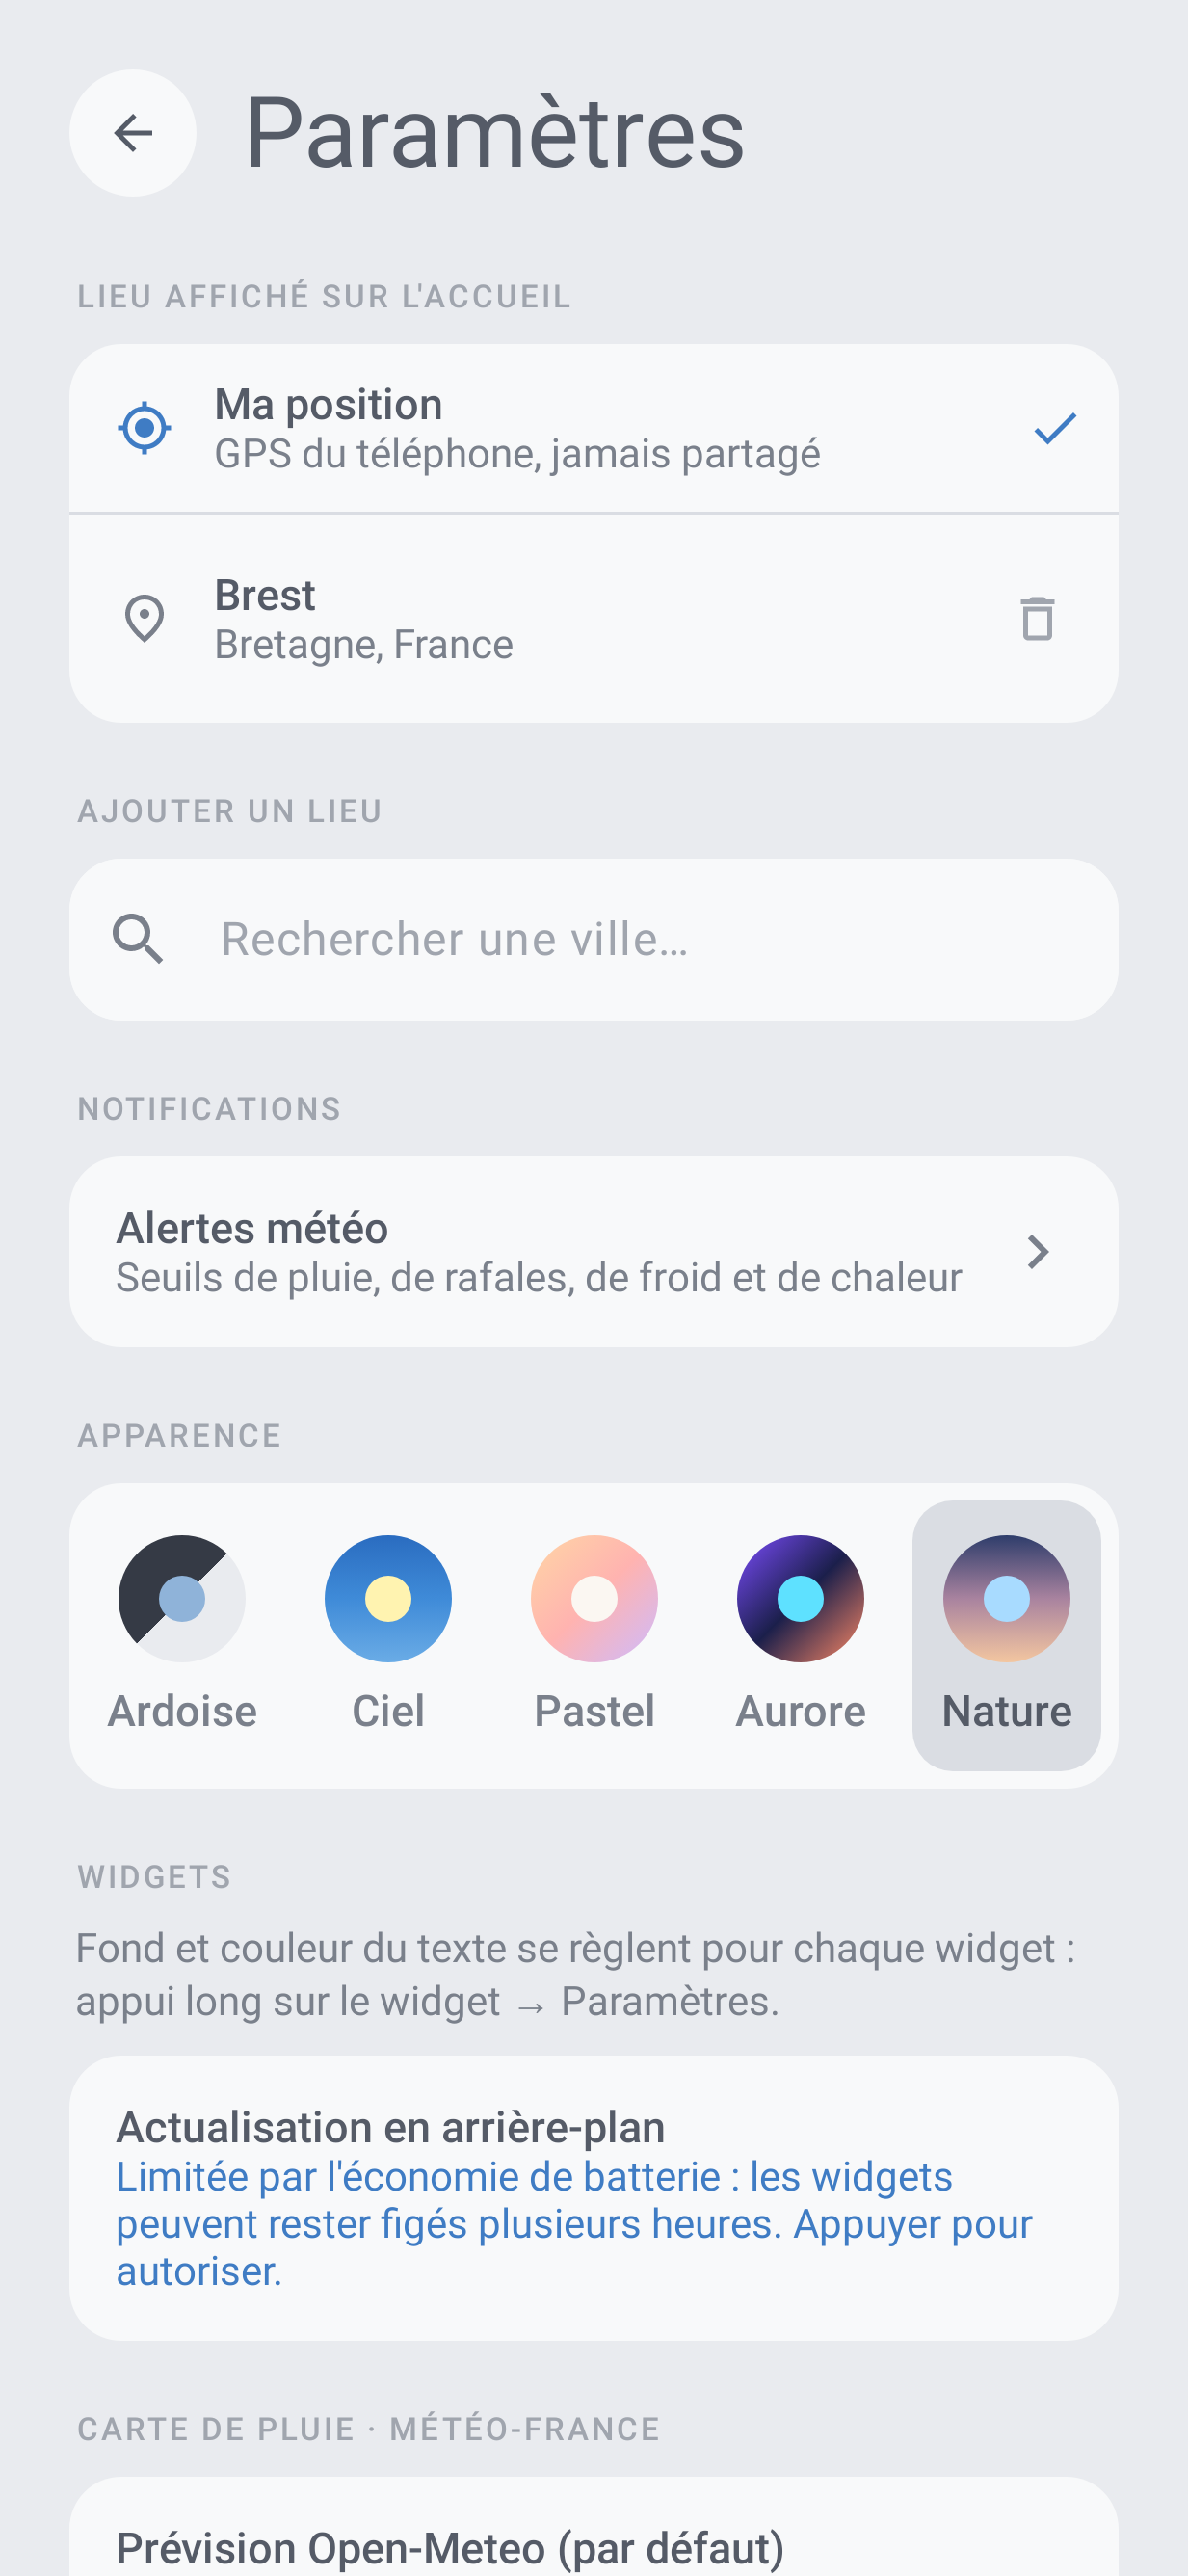 Paramètres
LIEU AFFICHÉ SUR L'ACCUEIL
Ma position
GPS du téléphone, jamais partagé
Brest
Bretagne, France
AJOUTER UN LIEU
Rechercher une ville…
NOTIFICATIONS
Alertes météo
Seuils de pluie, de rafales, de froid et de chaleur
APPARENCE
Ardoise Ciel Pastel Aurore Nature
WIDGETS
Fond et couleur du texte se règlent pour chaque widget :
appui long sur le widget → Paramètres.
Actualisation en arrière-plan
Limitée par l'économie de batterie : les widgets
peuvent rester figés plusieurs heures. Appuyer pour
autoriser.
CARTE DE PLUIE · MÉTÉO-FRANCE
Prévision Open-Meteo (par défaut)